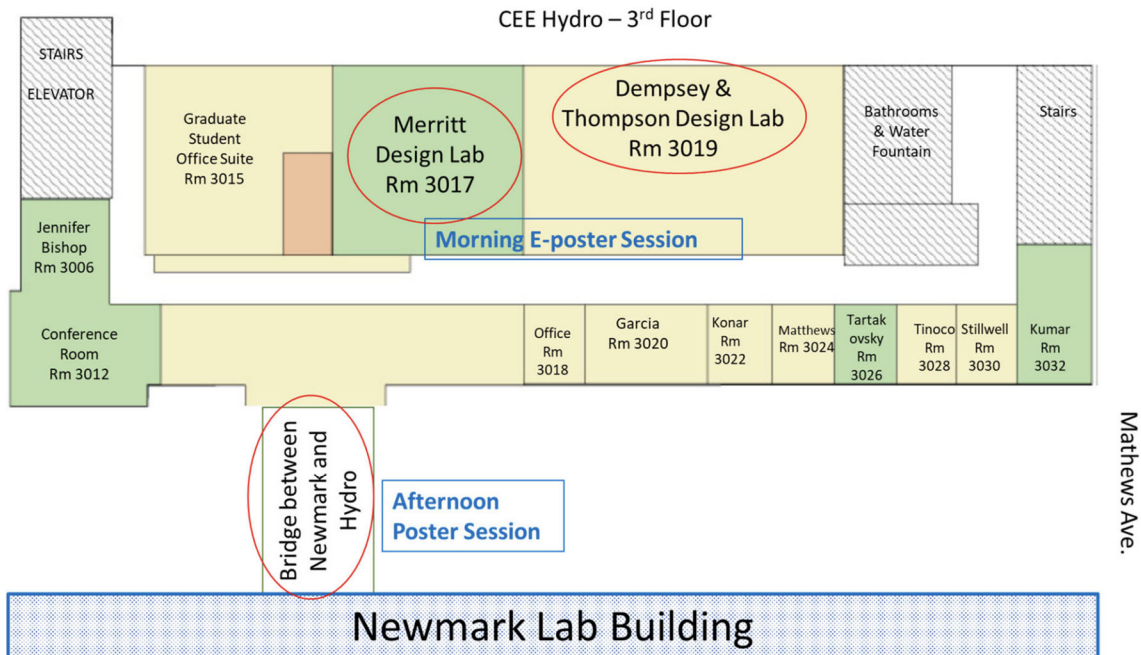 CEE Hydro – 3rd Floor
STAIRS
ELEVATOR
Graduate
Student
Office Suite
Rm 3015
Merritt
Design Lab
Rm 3017
Dempsey &
Thompson Design Lab
Rm 3019
Bathrooms
& Water
Fountain
Stairs
Jennifer
Bishop
Rm 3006
Morning E-poster Session
Conference
Room
Rm 3012
Office
Rm
3018
Garcia
Rm 3020
Konar
Rm
3022
Matthews
Rm 3024
Tartak
ovsky
Rm
3026
Tinoco
Rm
3028
Stillwell
Rm
3030
Kumar
Rm
3032
Bridge between
Newmark and
Hydro
Afternoon
Poster Session
Mathews Ave.
Newmark Lab Building